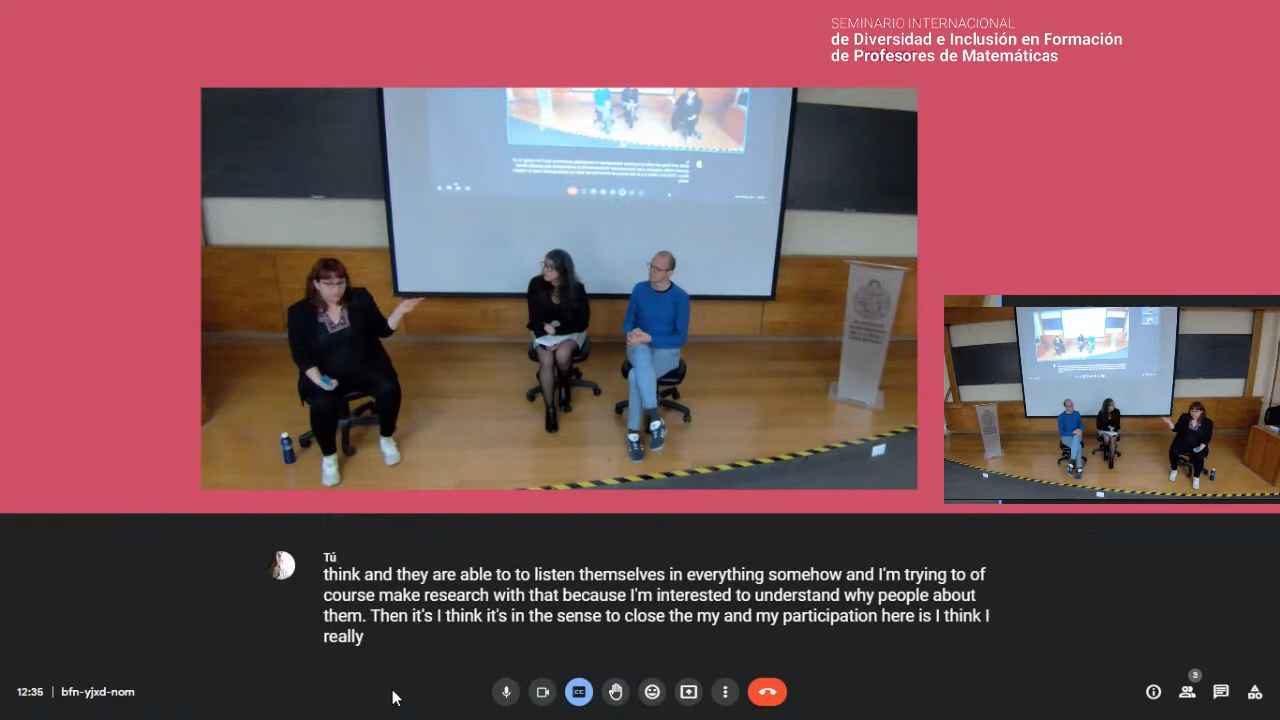 SEMINARIO INTERNACIONAL
de Diversidad e Inclusión en Formación
de Profesores de Matemáticas
Tú
think and they are able to to listen themselves in everything somehow and I'm trying to of
course make research with that because I'm interested to understand why people about
them. Then it's I think it's in the sense to close the my and my participation here is I think I
really
12:35 | bfn-yjxd-nom
CC
3